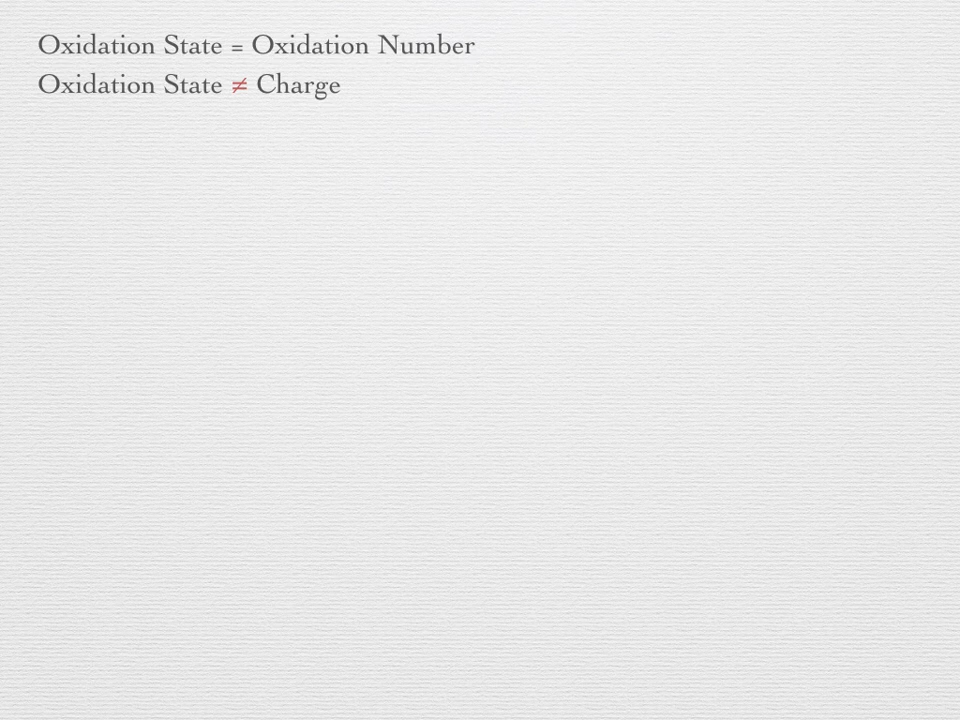 Oxidation State = Oxidation Number
Oxidation State ≠ Charge